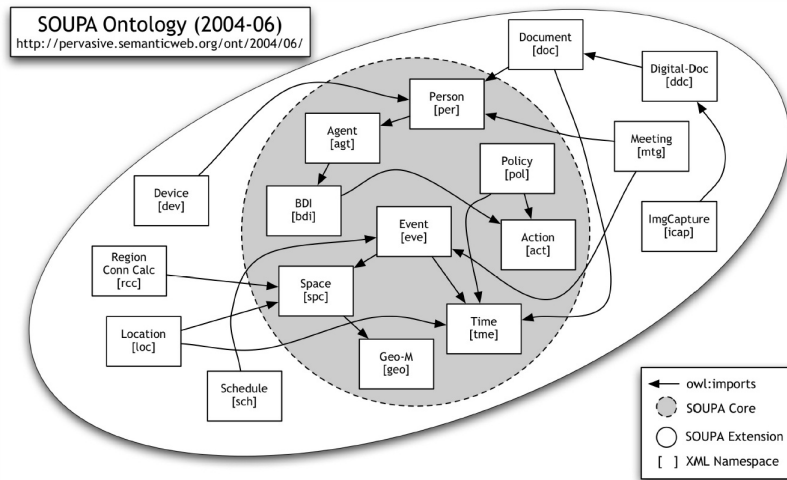 SOUPA Ontology (2004-06)
http://pervasive.semanticweb.org/ont/2004/06/
Document
[doc]
Digital-Doc
[ddc]
Person
[per]
Agent
[agt]
Meeting
[mtg]
Policy
[pol]
Device
[dev]
BDI
[bdi]
ImgCapture
[icap]
Event
[eve]
Action
[act]
Region
Conn Calc
[rcc]
Space
[spc]
Location
[loc]
Time
[tme]
Geo-M
[geo]
Schedule
[sch]
owl:imports
SOUPA Core
SOUPA Extension
[ ] XML Namespace